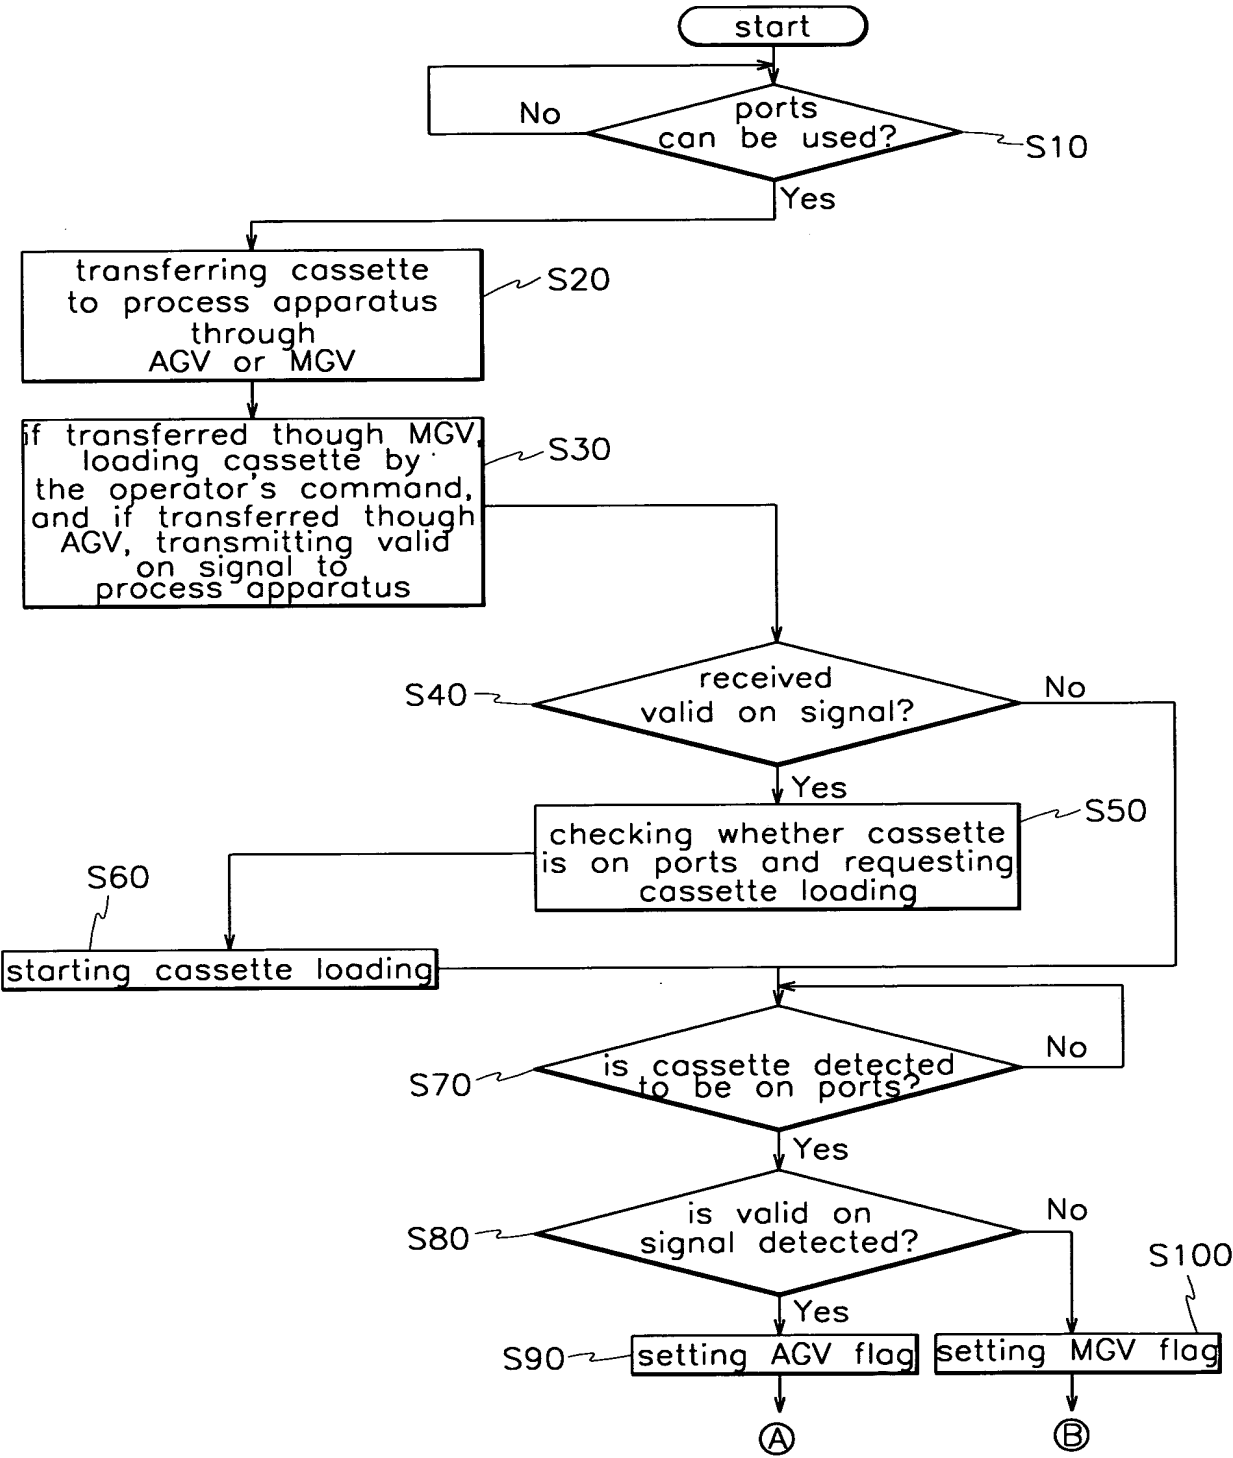 start
ports
can be used?
No
S10
Yes
transferring cassette
to process apparatus
through
AGV or MGV
S20
if transferred though MGV,
loading cassette by
the operator's command,
and if transferred though
AGV, transmitting valid
on signal to
process apparatus
S30
received
valid on signal?
S40
No
Yes
checking whether cassette
is on ports and requesting
cassette loading
S50
S60
starting cassette loading
is cassette detected
to be on ports?
No
S70
Yes
is valid on
signal detected?
No
S80
S100
Yes
setting AGV flag
S90
setting MGV flag
A
B